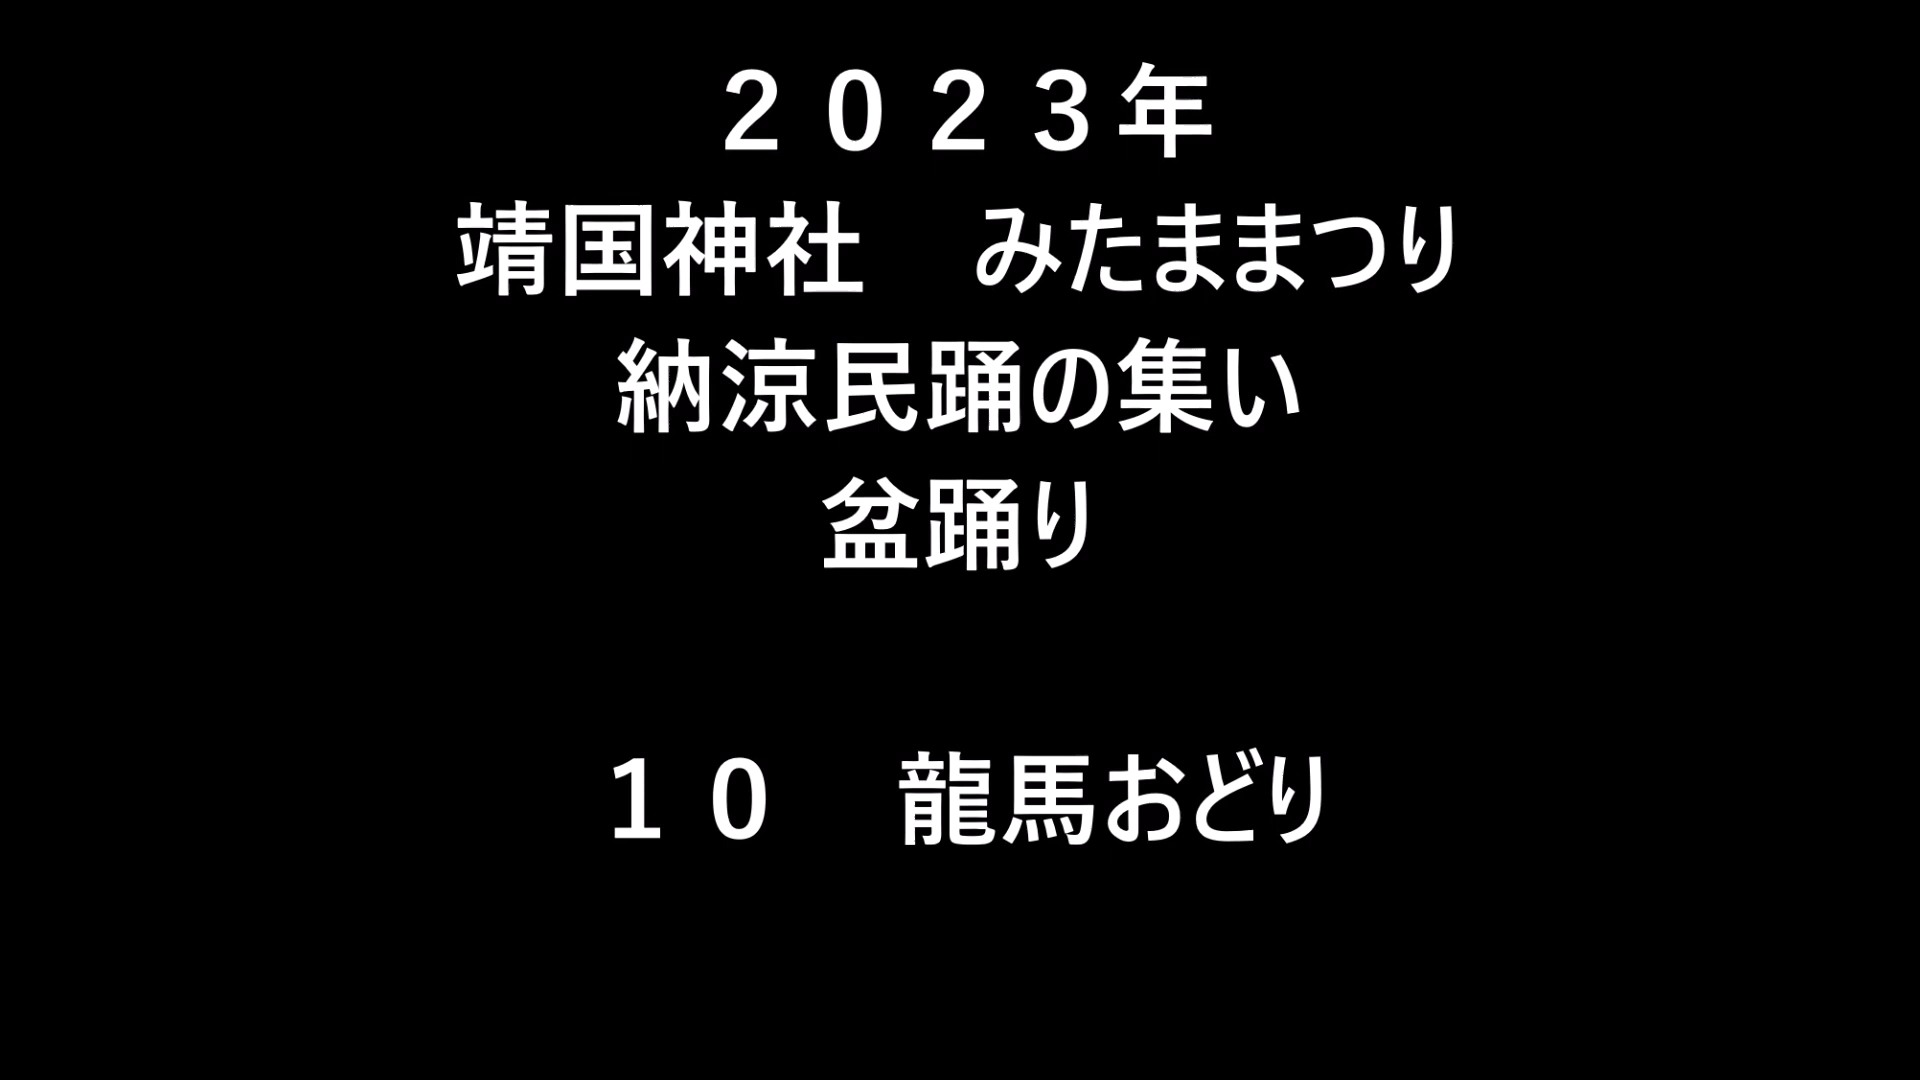 ２０２３年
靖国神社　みたままつり
納涼民踊の集い
盆踊り
１０　龍馬おどり